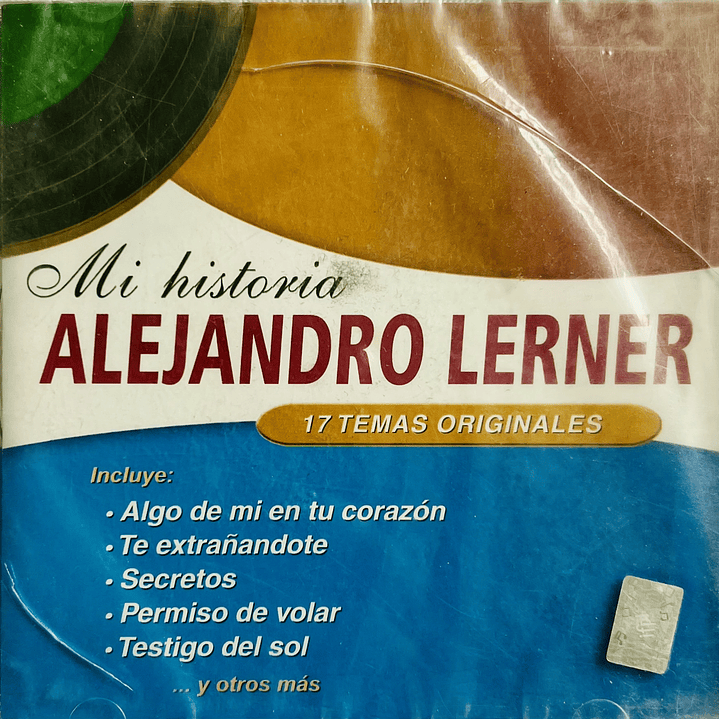 Mi historia
ALEJANDRO LERNER
17 TEMAS ORIGINALES
Incluye:
• Algo de mi en tu corazón
• Te extrañandote
• Secretos
• Permiso de volar
• Testigo del sol
... y otros más